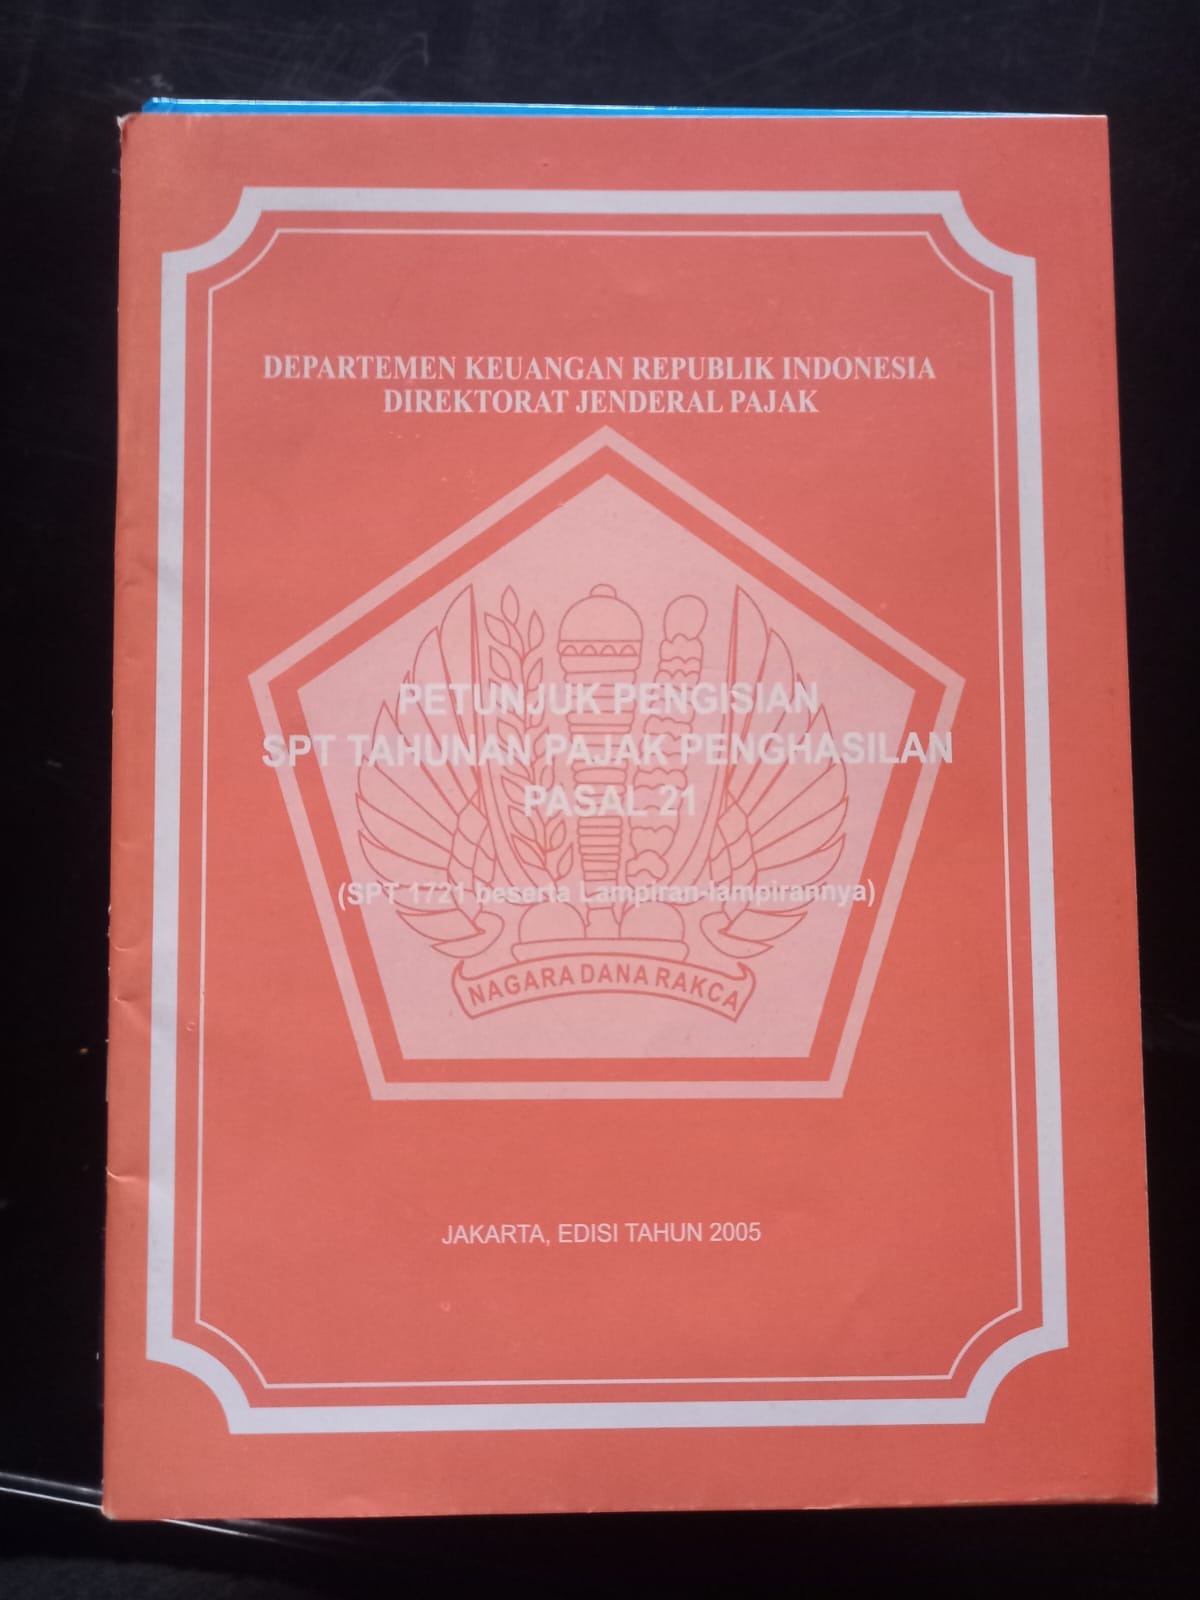 DEPARTEMEN KEUANGAN REPUBLIK INDONESIA
DIREKTORAT JENDERAL PAJAK
PETUNJUK PENGISIAN
SPT TAHUNAN PAJAK PENGHASILAN
PASAL 21
(SPT 1721 beserta Lampiran-lampirannya)
NAGARA DANA RAKCA
JAKARTA, EDISI TAHUN 2005